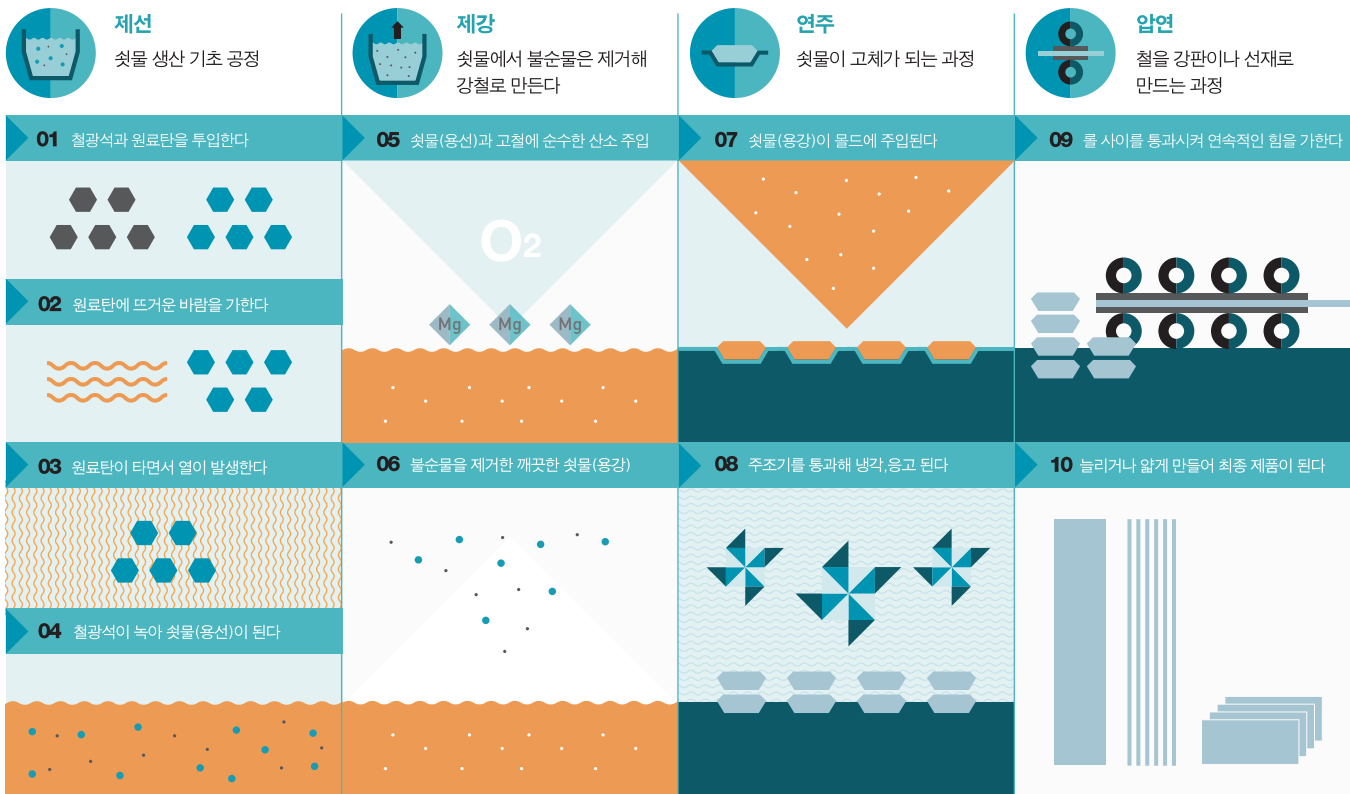 제선
쇳물 생산 기초 공정
01 철광석과 원료탄을 투입한다
02 원료탄에 뜨거운 바람을 가한다
03 원료탄이 타면서 열이 발생한다
04 철광석이 녹아 쇳물(용선)이 된다
제강
쇳물에서 불순물은 제거해
강철로 만든다
05 쇳물(용선)과 고철에 순수한 산소 주입
O2
Mg Mg Mg
06 불순물을 제거한 깨끗한 쇳물(용강)
연주
쇳물이 고체가 되는 과정
07 쇳물(용강)이 몰드에 주입된다
08 주조기를 통과해 냉각,응고 된다
압연
철을 강판이나 선재로
만드는 과정
09 롤 사이를 통과시켜 연속적인 힘을 가한다
10 늘리거나 얇게 만들어 최종 제품이 된다